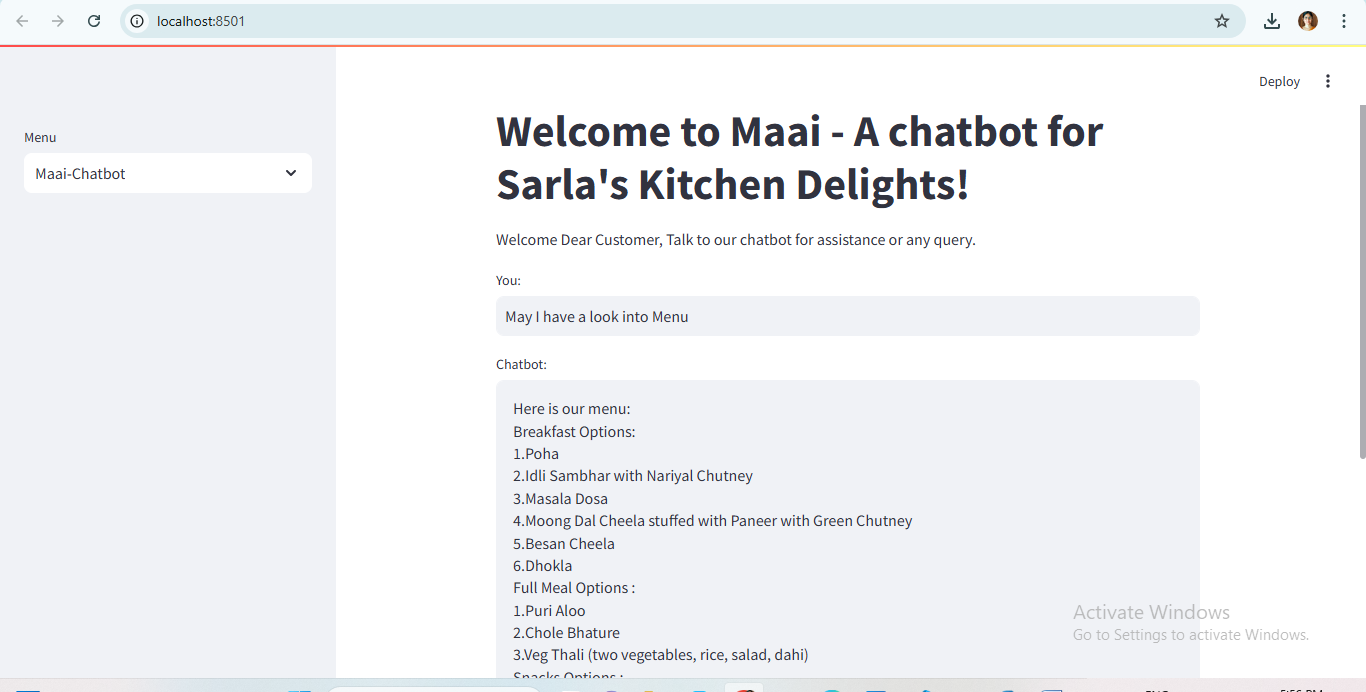 localhost:8501
Deploy
Menu
Maai-Chatbot
Welcome to Maai - A chatbot for
Sarla's Kitchen Delights!
Welcome Dear Customer, Talk to our chatbot for assistance or any query.
You:
May I have a look into Menu
Chatbot:
Here is our menu:
Breakfast Options:
1.Poha
2.Idli Sambhar with Nariyal Chutney
3.Masala Dosa
4.Moong Dal Cheela stuffed with Paneer with Green Chutney
5.Besan Cheela
6.Dhokla
Full Meal Options :
1.Puri Aloo
2.Chole Bhature
3.Veg Thali (two vegetables, rice, salad, dahi)
Snacks Options :
Activate Windows
Go to Settings to activate Windows.